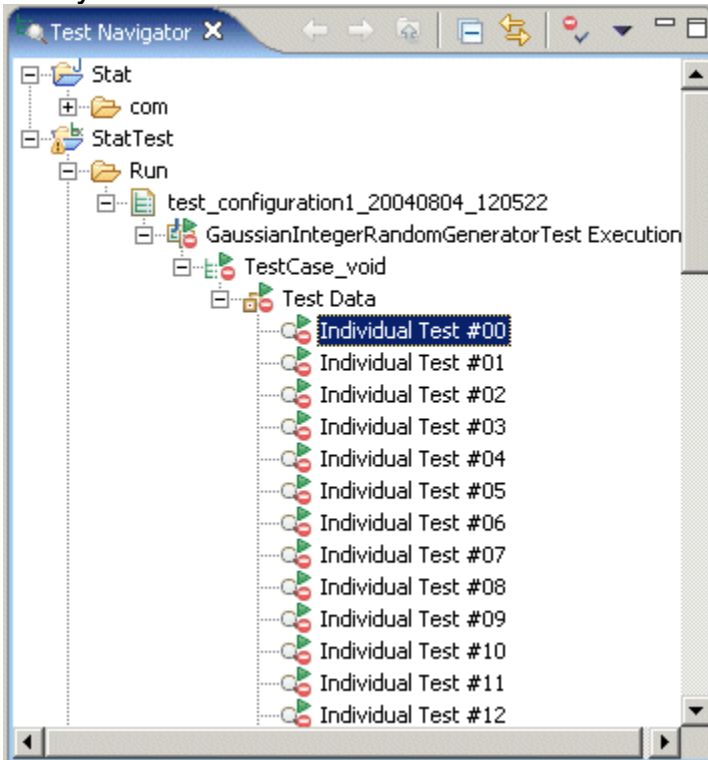 Test Navigator
Stat
com
StatTest
Run
test_configuration1_20040804_120522
GaussianIntegerRandomGeneratorTest Execution
TestCase_void
Test Data
Individual Test #00
Individual Test #01
Individual Test #02
Individual Test #03
Individual Test #04
Individual Test #05
Individual Test #06
Individual Test #07
Individual Test #08
Individual Test #09
Individual Test #10
Individual Test #11
Individual Test #12